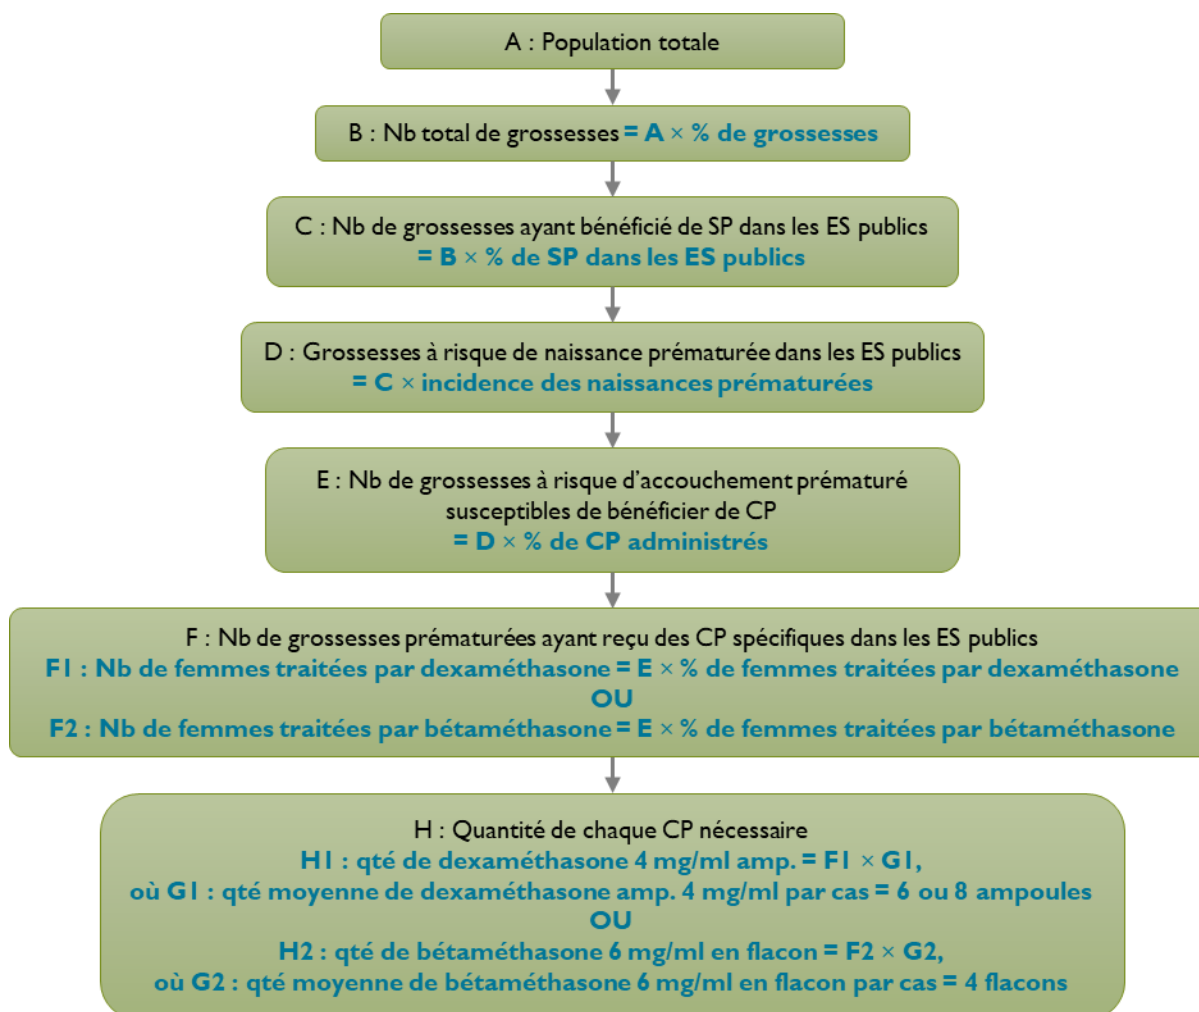 A : Population totale
B : Nb total de grossesses = A × % de grossesses
C : Nb de grossesses ayant bénéficié de SP dans les ES publics
= B × % de SP dans les ES publics
D : Grossesses à risque de naissance prématurée dans les ES publics
= C × incidence des naissances prématurées
E : Nb de grossesses à risque d’accouchement prématuré
susceptibles de bénéficier de CP
= D × % de CP administrés
F : Nb de grossesses prématurées ayant reçu des CP spécifiques dans les ES publics
F1 : Nb de femmes traitées par dexaméthasone = E × % de femmes traitées par dexaméthasone
OU
F2 : Nb de femmes traitées par bétaméthasone = E × % de femmes traitées par bétaméthasone
H : Quantité de chaque CP nécessaire
H1 : qté de dexaméthasone 4 mg/ml amp. = F1 × G1,
où G1 : qté moyenne de dexaméthasone amp. 4 mg/ml par cas = 6 ou 8 ampoules
OU
H2 : qté de bétaméthasone 6 mg/ml en flacon = F2 × G2,
où G2 : qté moyenne de bétaméthasone 6 mg/ml en flacon par cas = 4 flacons